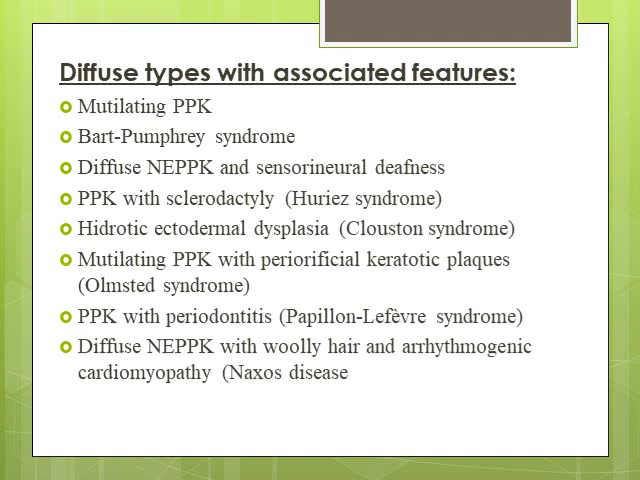 Diffuse types with associated features:
Mutilating PPK
Bart-Pumphrey syndrome
Diffuse NEPPK and sensorineural deafness
PPK with sclerodactyly (Huriez syndrome)
Hidrotic ectodermal dysplasia (Clouston syndrome)
Mutilating PPK with periorificial keratotic plaques
(Olmsted syndrome)
PPK with periodontitis (Papillon-Lefèvre syndrome)
Diffuse NEPPK with woolly hair and arrhythmogenic
cardiomyopathy (Naxos disease